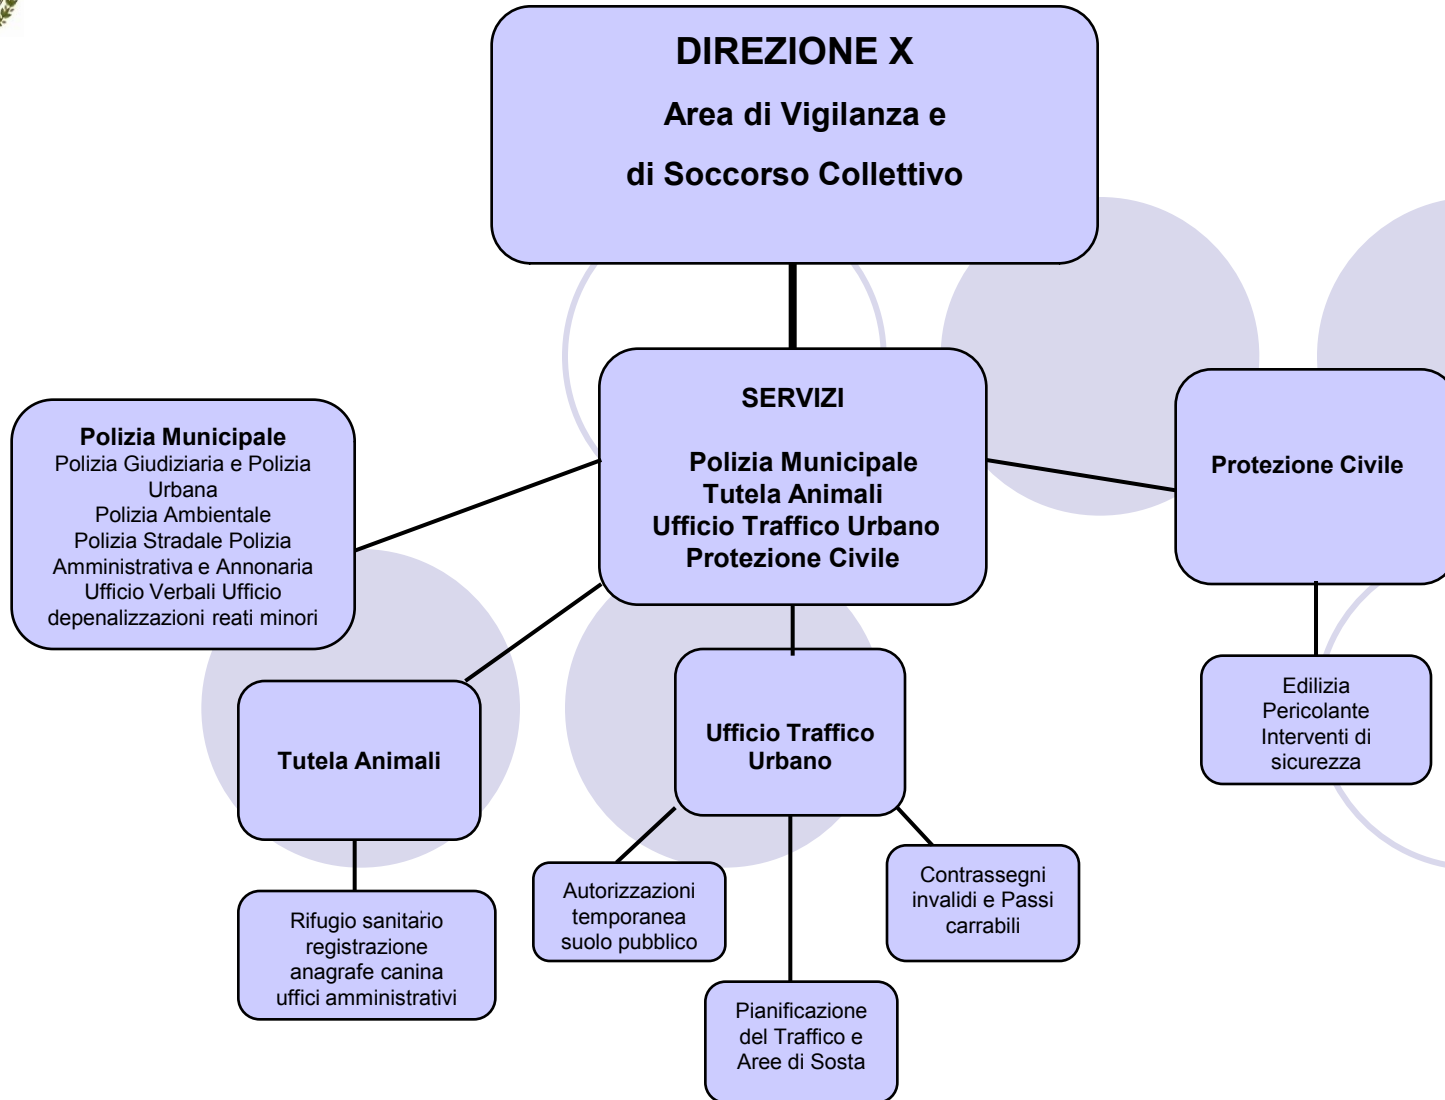 DIREZIONE X
Area di Vigilanza e
di Soccorso Collettivo
SERVIZI
Polizia Municipale
Tutela Animali
Ufficio Traffico Urbano
Protezione Civile
Polizia Municipale
Polizia Giudiziaria e Polizia
Urbana
Polizia Ambientale
Polizia Stradale Polizia
Amministrativa e Annonaria
Ufficio Verbali Ufficio
depenalizzazioni reati minori
Protezione Civile
Edilizia
Pericolante
Interventi di
sicurezza
Tutela Animali
Ufficio Traffico
Urbano
Rifugio sanitario
registrazione
anagrafe canina
uffici amministrativi
Autorizzazioni
temporanea
suolo pubblico
Contrassegni
invalidi e Passi
carrabili
Pianificazione
del Traffico e
Aree di Sosta